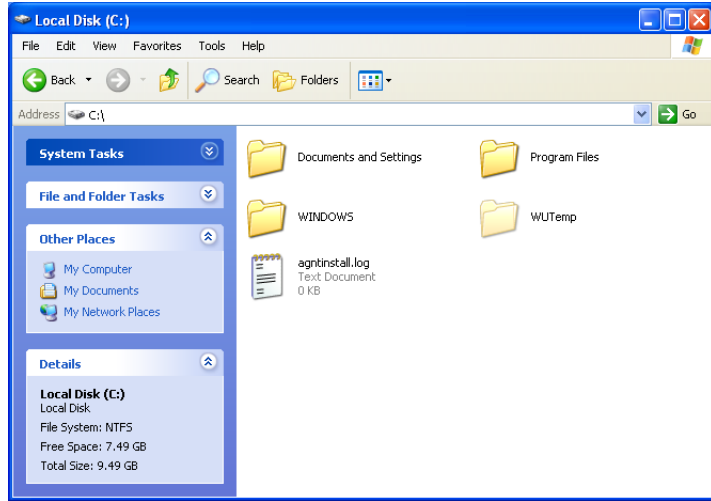 Local Disk (C:)
File Edit View Favorites Tools Help
Back Search Folders
Address C:\ Go
System Tasks
File and Folder Tasks
Other Places
My Computer
My Documents
My Network Places
Details
Local Disk (C:)
Local Disk
File System: NTFS
Free Space: 7.49 GB
Total Size: 9.49 GB
Documents and Settings
Program Files
WINDOWS
WUTemp
agntinstall.log
Text Document
0 KB